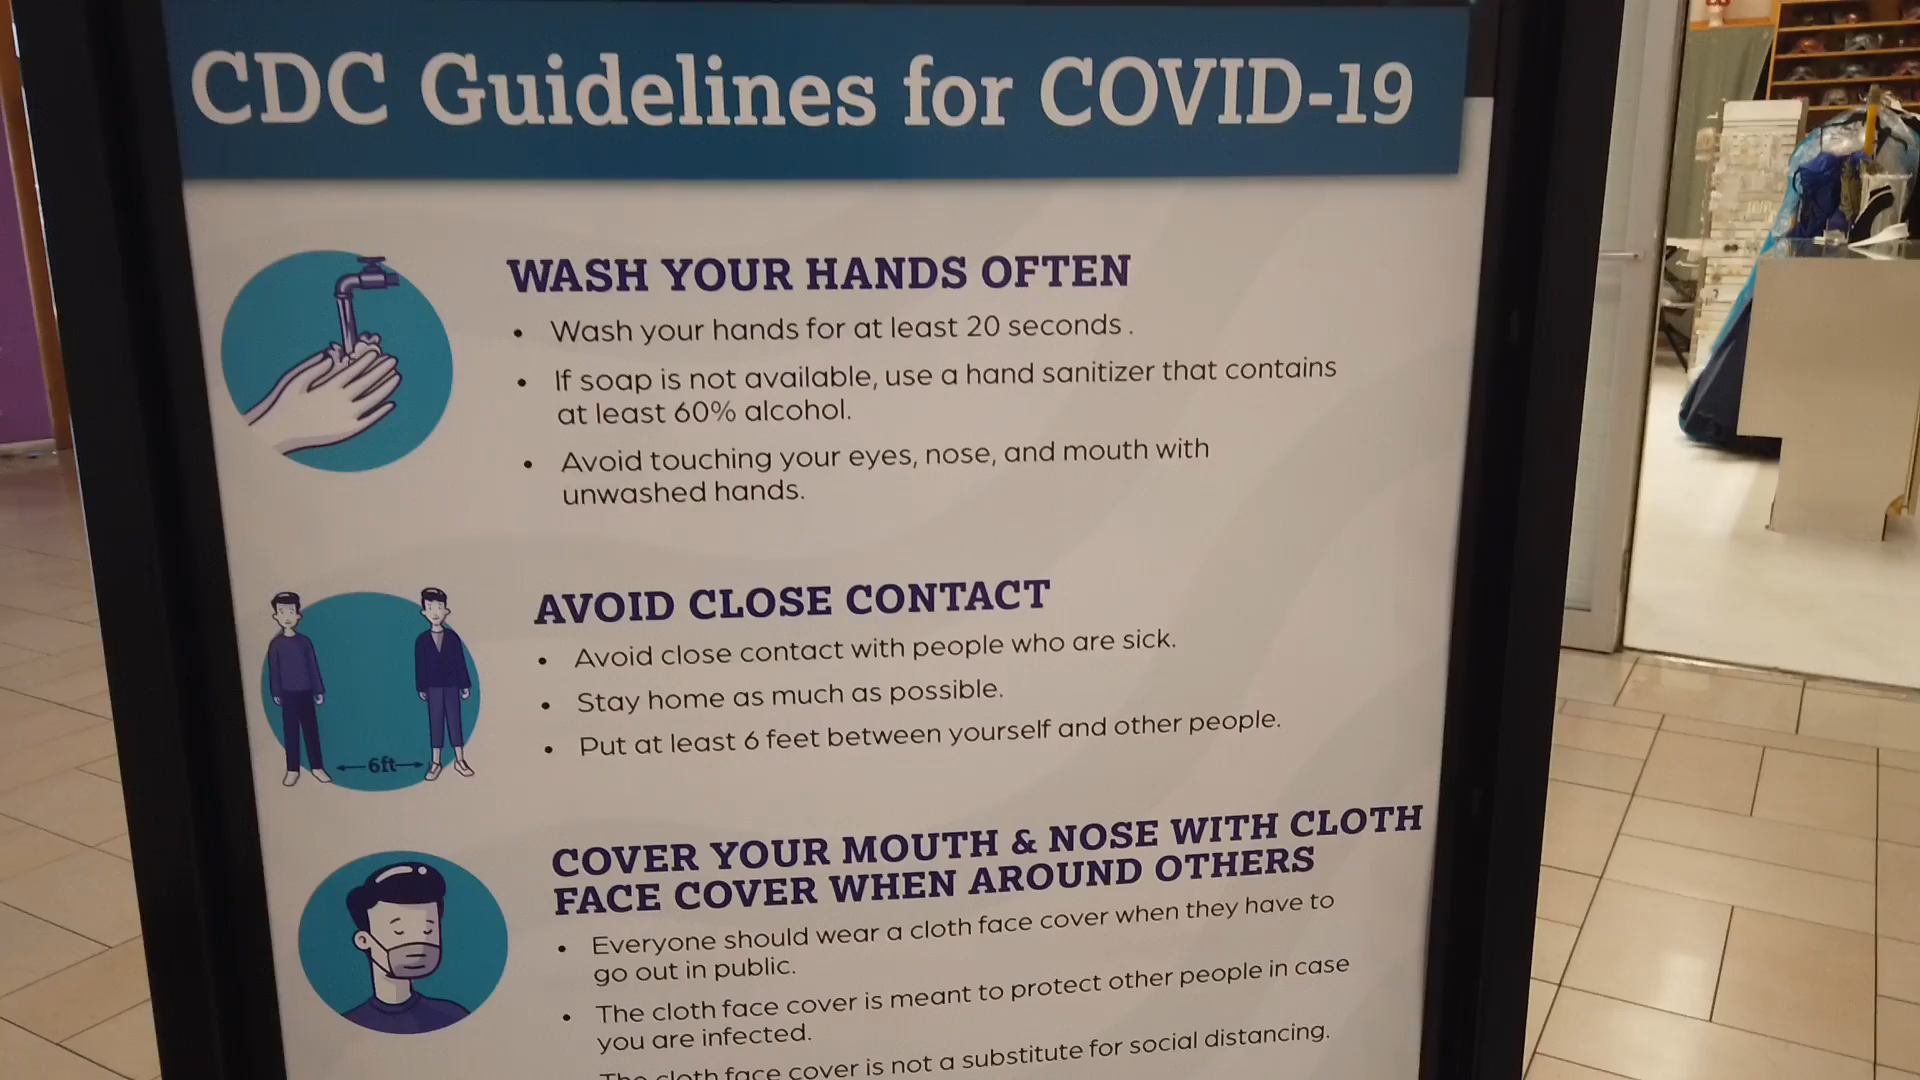 CDC Guidelines for COVID-19
WASH YOUR HANDS OFTEN
• Wash your hands for at least 20 seconds .
• If soap is not available, use a hand sanitizer that contains
at least 60% alcohol.
• Avoid touching your eyes, nose, and mouth with
unwashed hands.
AVOID CLOSE CONTACT
• Avoid close contact with people who are sick.
• Stay home as much as possible.
• Put at least 6 feet between yourself and other people.
6ft
COVER YOUR MOUTH & NOSE WITH CLOTH
FACE COVER WHEN AROUND OTHERS
• Everyone should wear a cloth face cover when they have to
go out in public.
• The cloth face cover is meant to protect other people in case
you are infected.
The cloth face cover is not a substitute for social distancing.